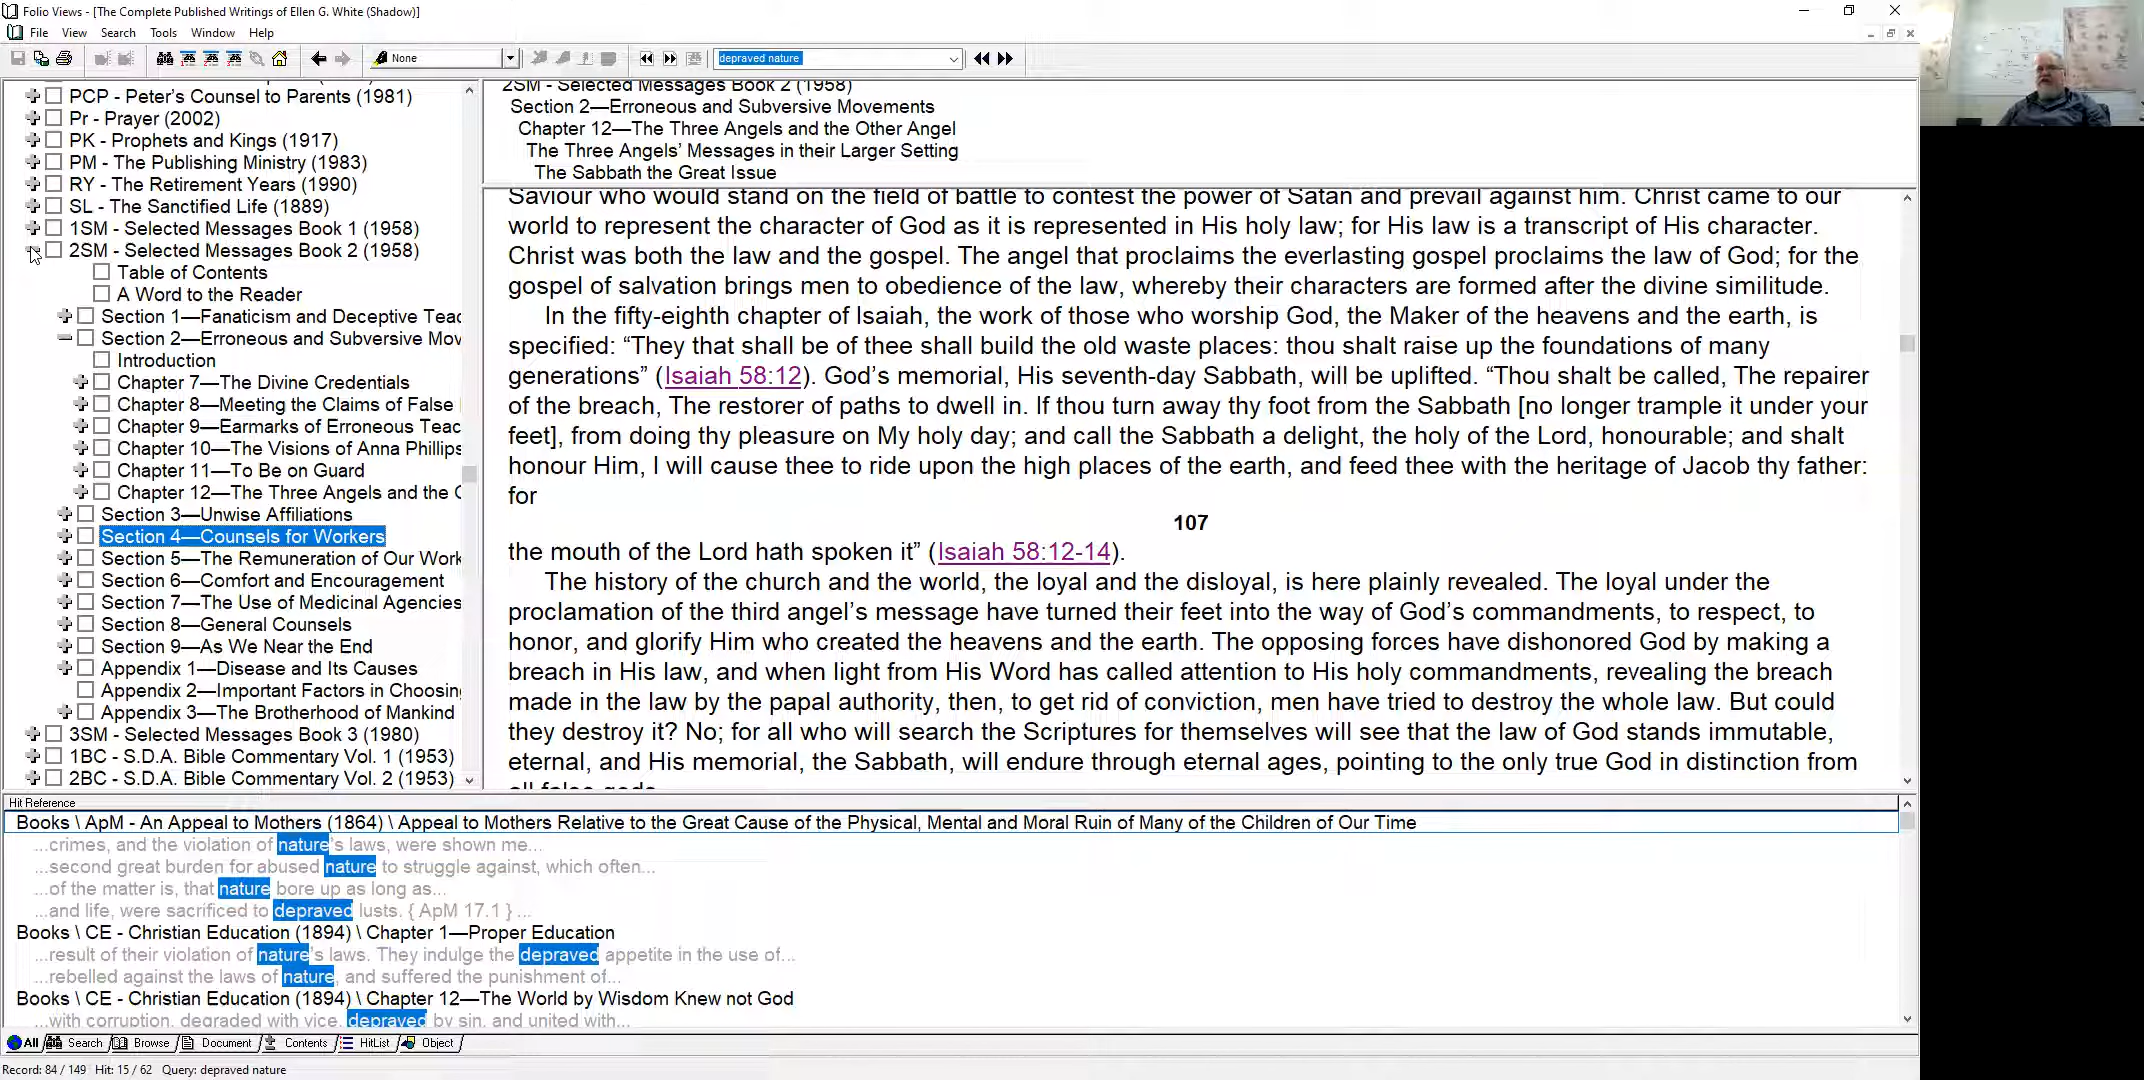 Folio Views - [The Complete Published Writings of Ellen G. White (Shadow)]
File View Search Tools Window Help
None
depraved nature
PCP - Peter's Counsel to Parents (1981)
Pr - Prayer (2002)
PK - Prophets and Kings (1917)
PM - The Publishing Ministry (1983)
RY - The Retirement Years (1990)
SL - The Sanctified Life (1889)
1SM - Selected Messages Book 1 (1958)
2SM - Selected Messages Book 2 (1958)
Table of Contents
A Word to the Reader
Section 1—Fanaticism and Deceptive Teac
Section 2—Erroneous and Subversive Mov
Introduction
Chapter 7—The Divine Credentials
Chapter 8—Meeting the Claims of False
Chapter 9—Earmarks of Erroneous Teac
Chapter 10—The Visions of Anna Phillips
Chapter 11—To Be on Guard
Chapter 12—The Three Angels and the O
Section 3—Unwise Affiliations
Section 4—Counsels for Workers
Section 5—The Remuneration of Our Work
Section 6—Comfort and Encouragement
Section 7—The Use of Medicinal Agencies
Section 8—General Counsels
Section 9—As We Near the End
Appendix 1—Disease and Its Causes
Appendix 2—Important Factors in Choosing
Appendix 3—The Brotherhood of Mankind
3SM - Selected Messages Book 3 (1980)
1BC - S.D.A. Bible Commentary Vol. 1 (1953)
2BC - S.D.A. Bible Commentary Vol. 2 (1953)
2SM - Selected Messages Book 2 (1958)
Section 2—Erroneous and Subversive Movements
Chapter 12—The Three Angels and the Other Angel
The Three Angels' Messages in their Larger Setting
The Sabbath the Great Issue
Saviour who would stand on the field of battle to contest the power of Satan and prevail against him. Christ came to our
world to represent the character of God as it is represented in His holy law; for His law is a transcript of His character.
Christ was both the law and the gospel. The angel that proclaims the everlasting gospel proclaims the law of God; for the
gospel of salvation brings men to obedience of the law, whereby their characters are formed after the divine similitude.
In the fifty-eighth chapter of Isaiah, the work of those who worship God, the Maker of the heavens and the earth, is
specified: “They that shall be of thee shall build the old waste places: thou shalt raise up the foundations of many
generations” (Isaiah 58:12). God’s memorial, His seventh-day Sabbath, will be uplifted. “Thou shalt be called, The repairer
of the breach, The restorer of paths to dwell in. If thou turn away thy foot from the Sabbath [no longer trample it under your
feet], from doing thy pleasure on My holy day; and call the Sabbath a delight, the holy of the Lord, honourable; and shalt
honour Him, I will cause thee to ride upon the high places of the earth, and feed thee with the heritage of Jacob thy father:
for
107
the mouth of the Lord hath spoken it” (Isaiah 58:12-14).
The history of the church and the world, the loyal and the disloyal, is here plainly revealed. The loyal under the
proclamation of the third angel’s message have turned their feet into the way of God’s commandments, to respect, to
honor, and glorify Him who created the heavens and the earth. The opposing forces have dishonored God by making a
breach in His law, and when light from His Word has called attention to His holy commandments, revealing the breach
made in the law by the papal authority, then, to get rid of conviction, men have tried to destroy the whole law. But could
they destroy it? No; for all who will search the Scriptures for themselves will see that the law of God stands immutable,
eternal, and His memorial, the Sabbath, will endure through eternal ages, pointing to the only true God in distinction from
all false gods.
Hit Reference
Books \ ApM - An Appeal to Mothers (1864) \ Appeal to Mothers Relative to the Great Cause of the Physical, Mental and Moral Ruin of Many of the Children of Our Time
...crimes, and the violation of nature's laws, were shown me...
...second great burden for abused nature to struggle against, which often...
...of the matter is, that nature bore up as long as...
...and life, were sacrificed to depraved lusts. { ApM 17.1 } ...
Books \ CE - Christian Education (1894) \ Chapter 1—Proper Education
...result of their violation of nature's laws. They indulge the depraved appetite in the use of...
...rebelled against the laws of nature, and suffered the punishment of...
Books \ CE - Christian Education (1894) \ Chapter 12—The World by Wisdom Knew not God
...with corruption, degraded with vice, depraved by sin, and united with...
All Search Browse Document Contents HitList Object
Record: 84 / 149 Hit: 15 / 62 Query: depraved nature